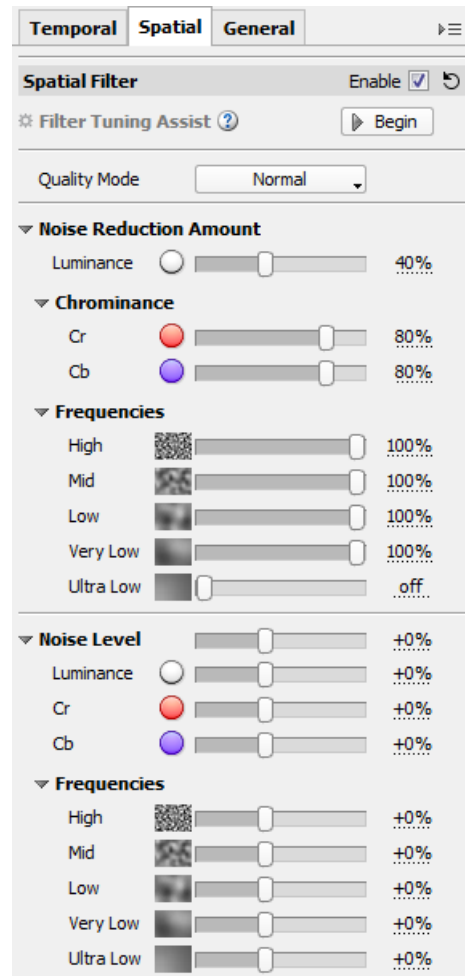 Temporal Spatial General
Spatial Filter Enable
Filter Tuning Assist ? Begin
Quality Mode Normal
Noise Reduction Amount
Luminance 40%
Chrominance
Cr 80%
Cb 80%
Frequencies
High 100%
Mid 100%
Low 100%
Very Low 100%
Ultra Low off
Noise Level +0%
Luminance +0%
Cr +0%
Cb +0%
Frequencies
High +0%
Mid +0%
Low +0%
Very Low +0%
Ultra Low +0%